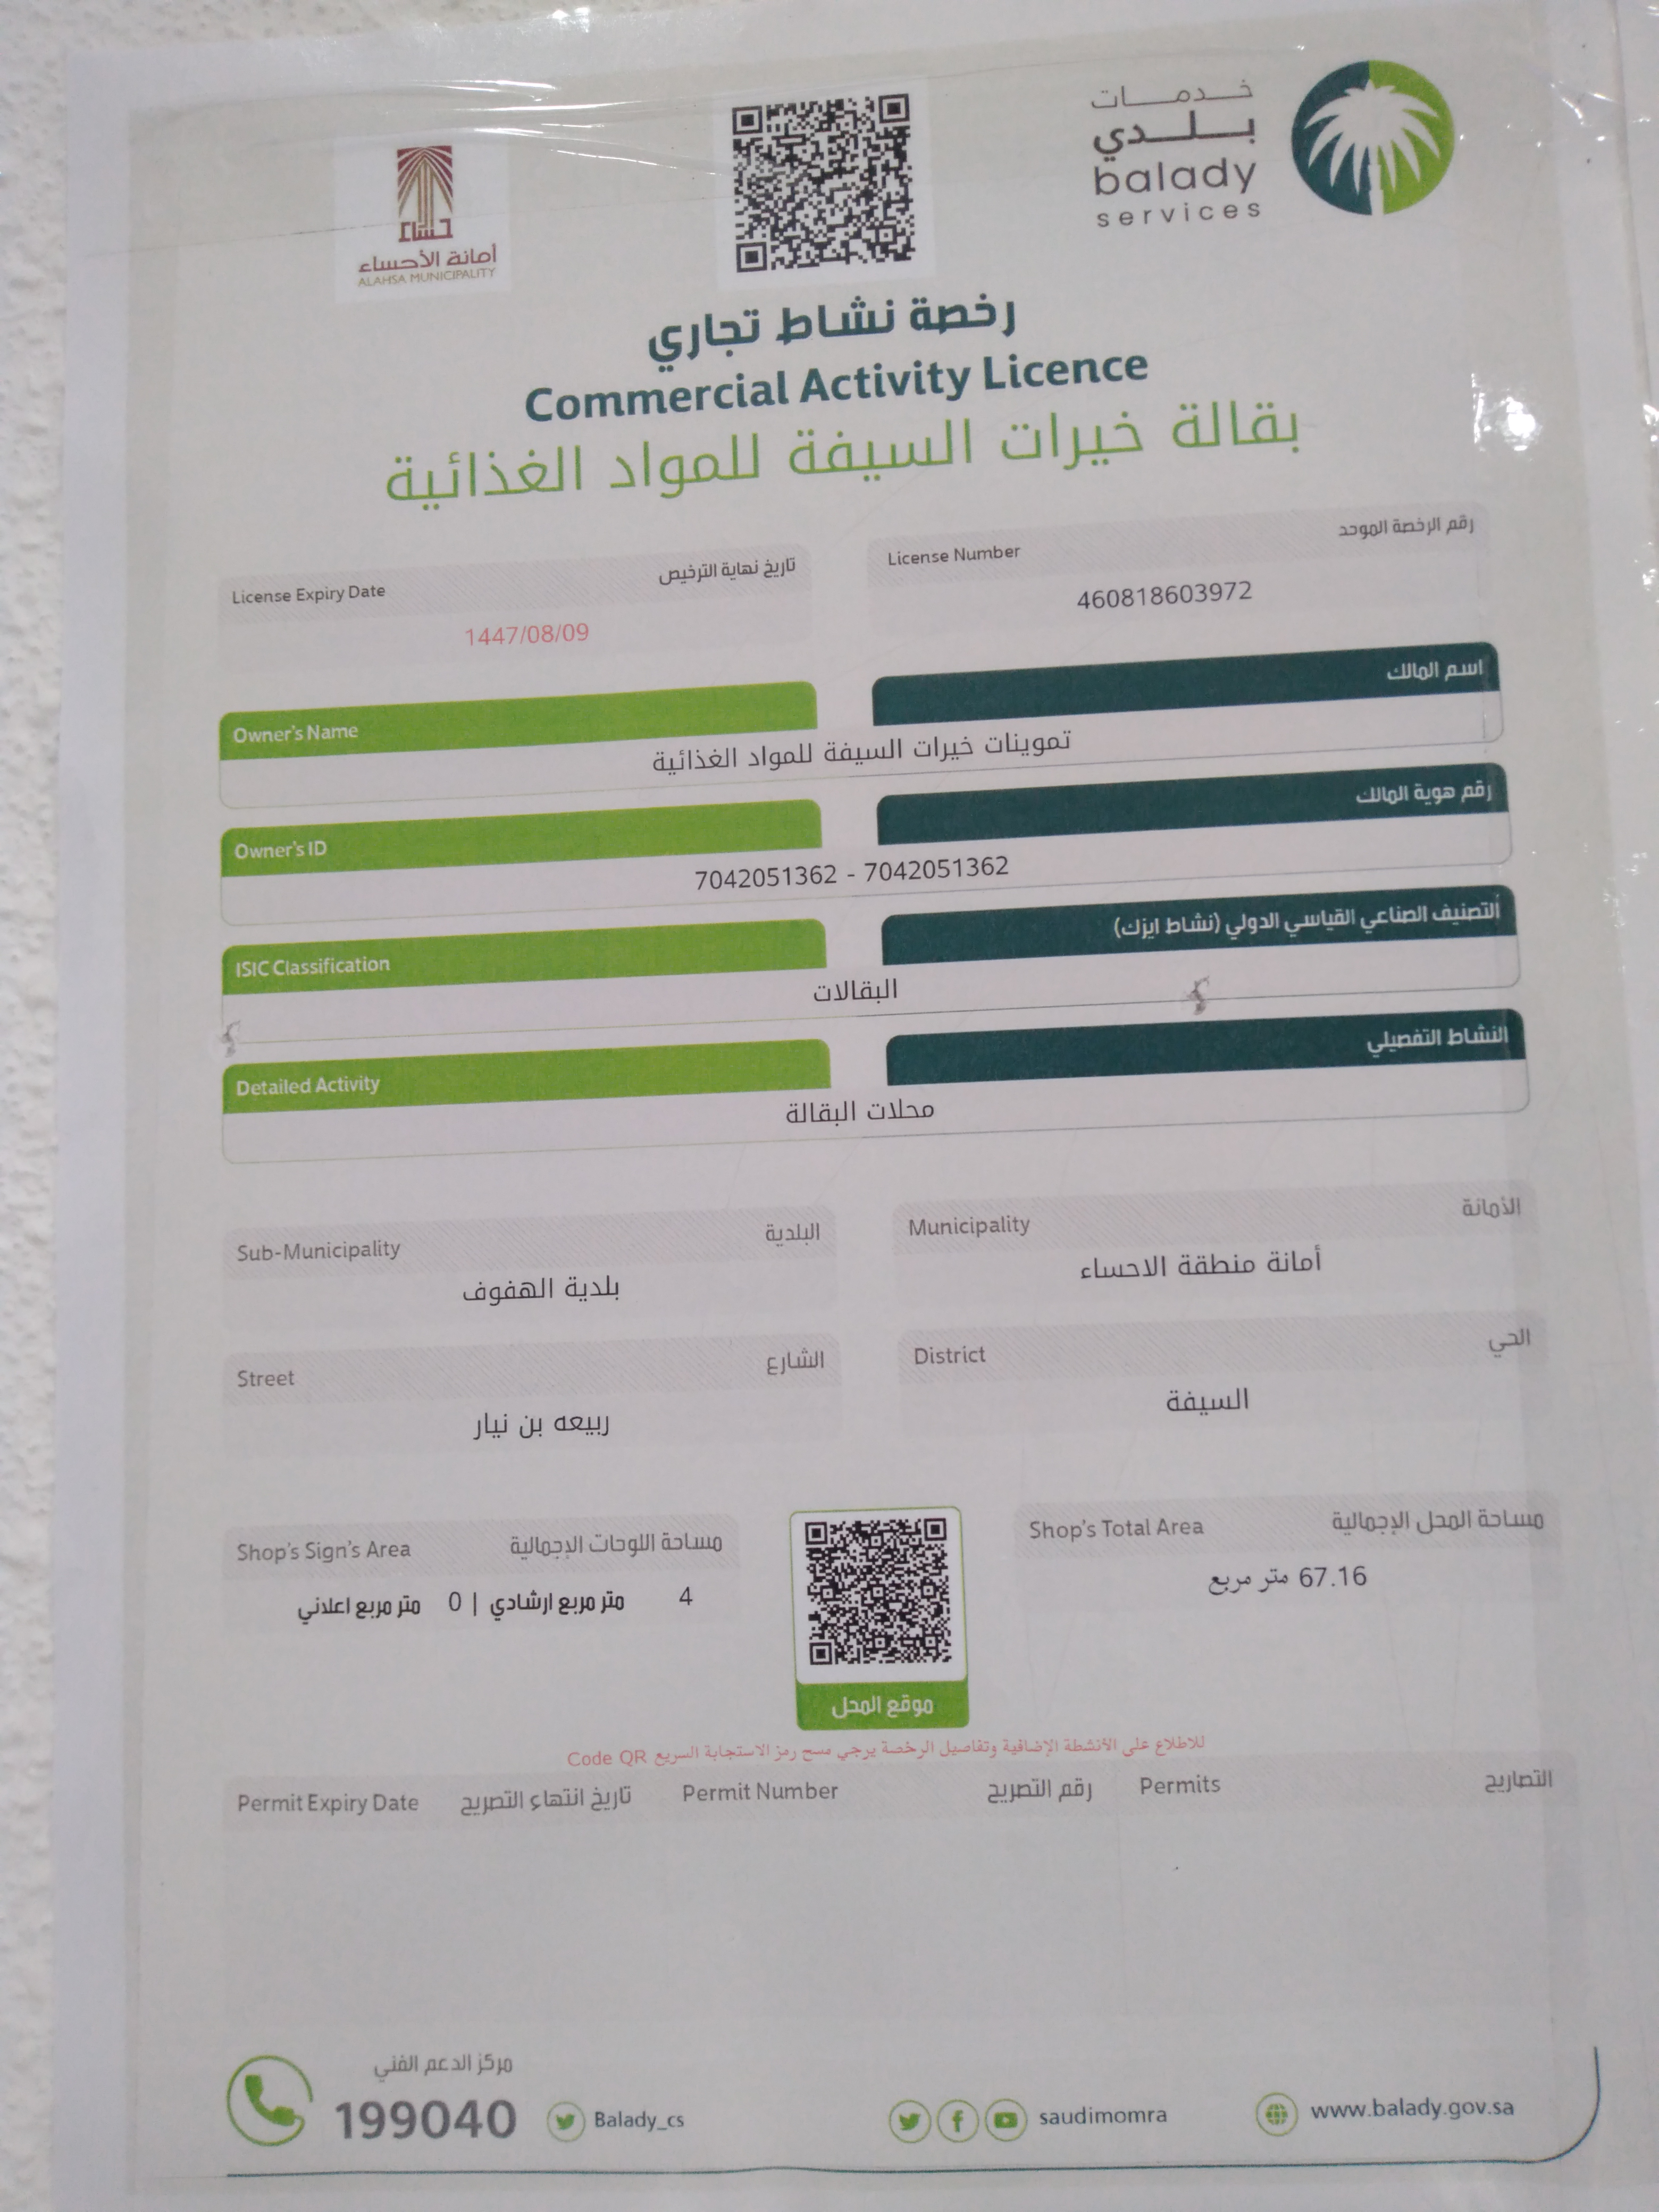 خدمات
بلدي
balady
services
حساء
أمانة الأحساء
ALAHSA MUNICIPALITY
رخصة نشاط تجاري
Commercial Activity Licence
بقالة خيرات السيفة للمواد الغذائية
رقم الرخصة الموحد
License Number
460818603972
تاريخ نهاية الترخيص
License Expiry Date
1447/08/09
اسم المالك
Owner's Name
تموينات خيرات السيفة للمواد الغذائية
رقم هوية المالك
Owner's ID
7042051362 - 7042051362
التصنيف الصناعي القياسي الدولي (نشاط ايزك)
ISIC Classification
البقالات
النشاط التفصيلي
Detailed Activity
محلات البقالة
الأمانة
Municipality
أمانة منطقة الاحساء
البلدية
Sub-Municipality
بلدية الهفوف
الحي
District
السيفة
الشارع
Street
ربيعه بن نيار
مساحة المحل الإجمالية
Shop's Total Area
67.16 متر مربع
مساحة اللوحات الإجمالية
Shop's Sign's Area
4 متر مربع ارشادي | 0 متر مربع اعلاني
موقع المحل
للاطلاع على الأنشطة الإضافية وتفاصيل الرخصة يرجي مسح رمز الاستجابة السريع Code QR
التصاريح Permits رقم التصريح Permit Number تاريخ انتهاء التصريح Permit Expiry Date
مركز الدعم الفني
199040
Balady_cs
saudimomra
www.balady.gov.sa